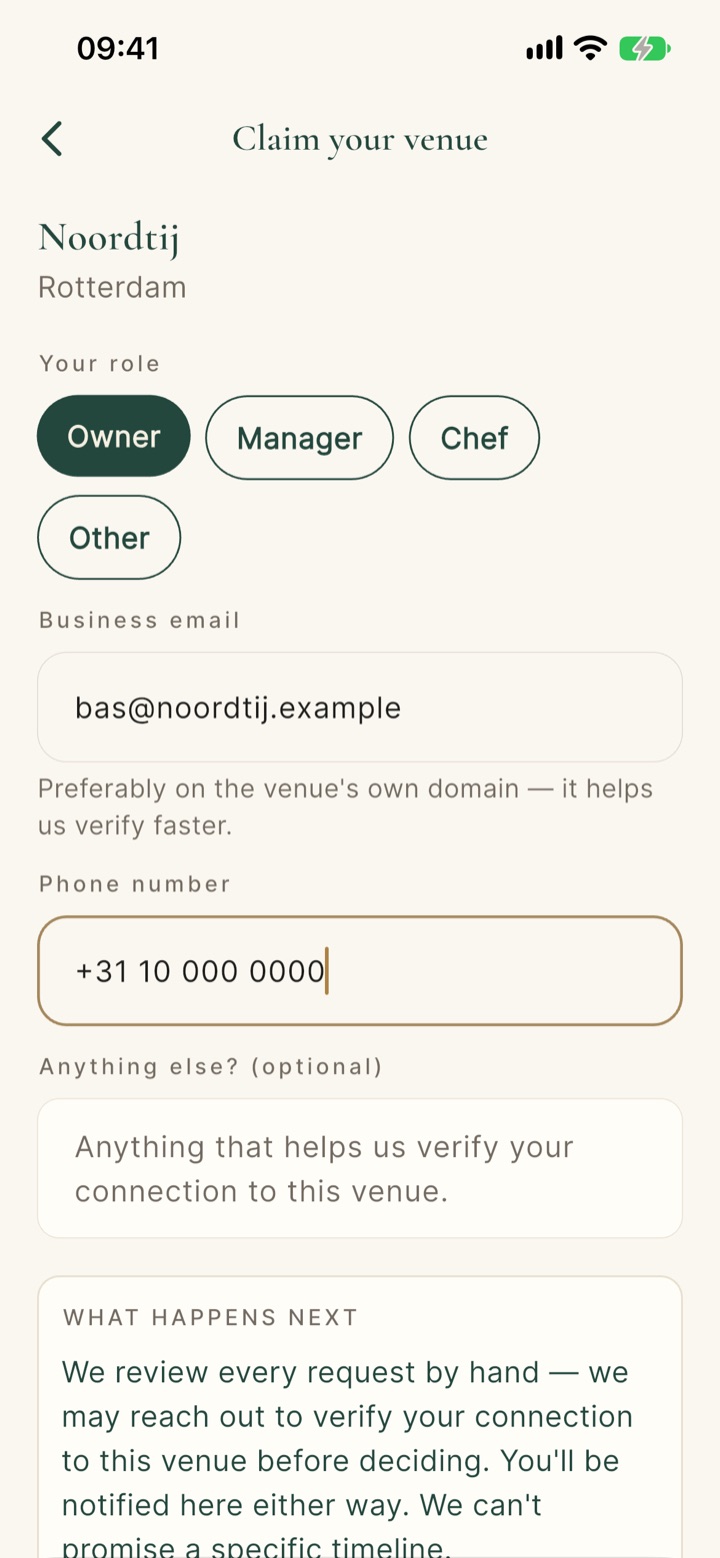 09:41
Claim your venue
Noordtij
Rotterdam
Your role
Owner
Manager
Chef
Other
Business email
bas@noordtij.example
Preferably on the venue's own domain — it helps
us verify faster.
Phone number
+31 10 000 0000
Anything else? (optional)
Anything that helps us verify your
connection to this venue.
WHAT HAPPENS NEXT
We review every request by hand — we
may reach out to verify your connection
to this venue before deciding. You'll be
notified here either way. We can't
promise a specific timeline.